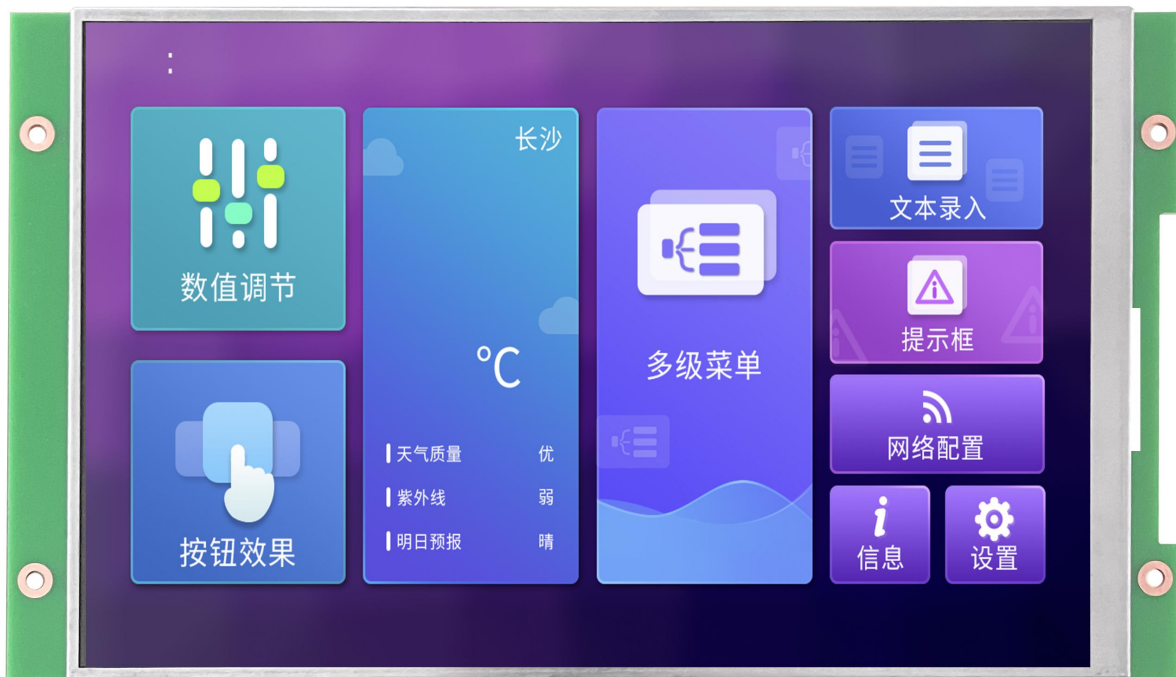 :
数值调节
按钮效果
长沙
℃
天气质量 优
紫外线 弱
明日预报 晴
多级菜单
文本录入
提示框
网络配置
信息
设置